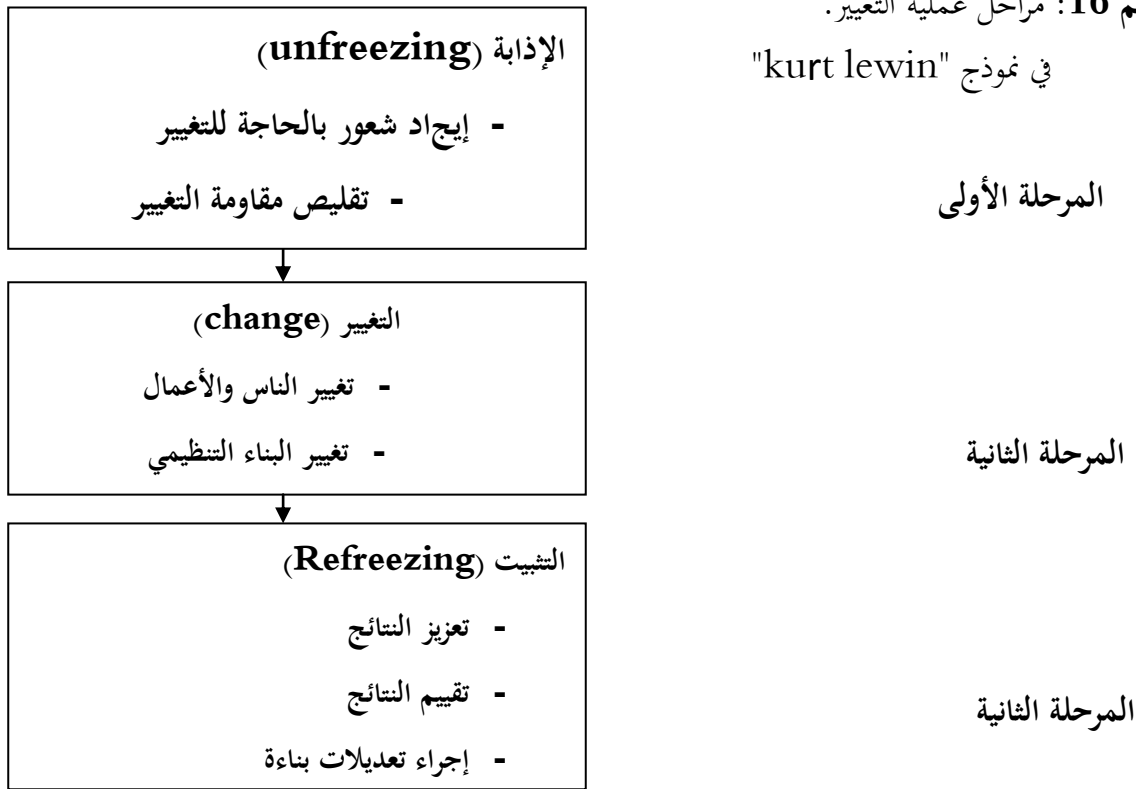 م 16: مراحل عملية التغيير.
في نموذج "kurt lewin"
الإذابة (unfreezing)
- إيجاد شعور بالحاجة للتغيير
- تقليص مقاومة التغيير
المرحلة الأولى
التغيير (change)
- تغيير الناس والأعمال
- تغيير البناء التنظيمي
المرحلة الثانية
التثبيت (Refreezing)
- تعزيز النتائج
- تقييم النتائج
- إجراء تعديلات بناءة
المرحلة الثانية